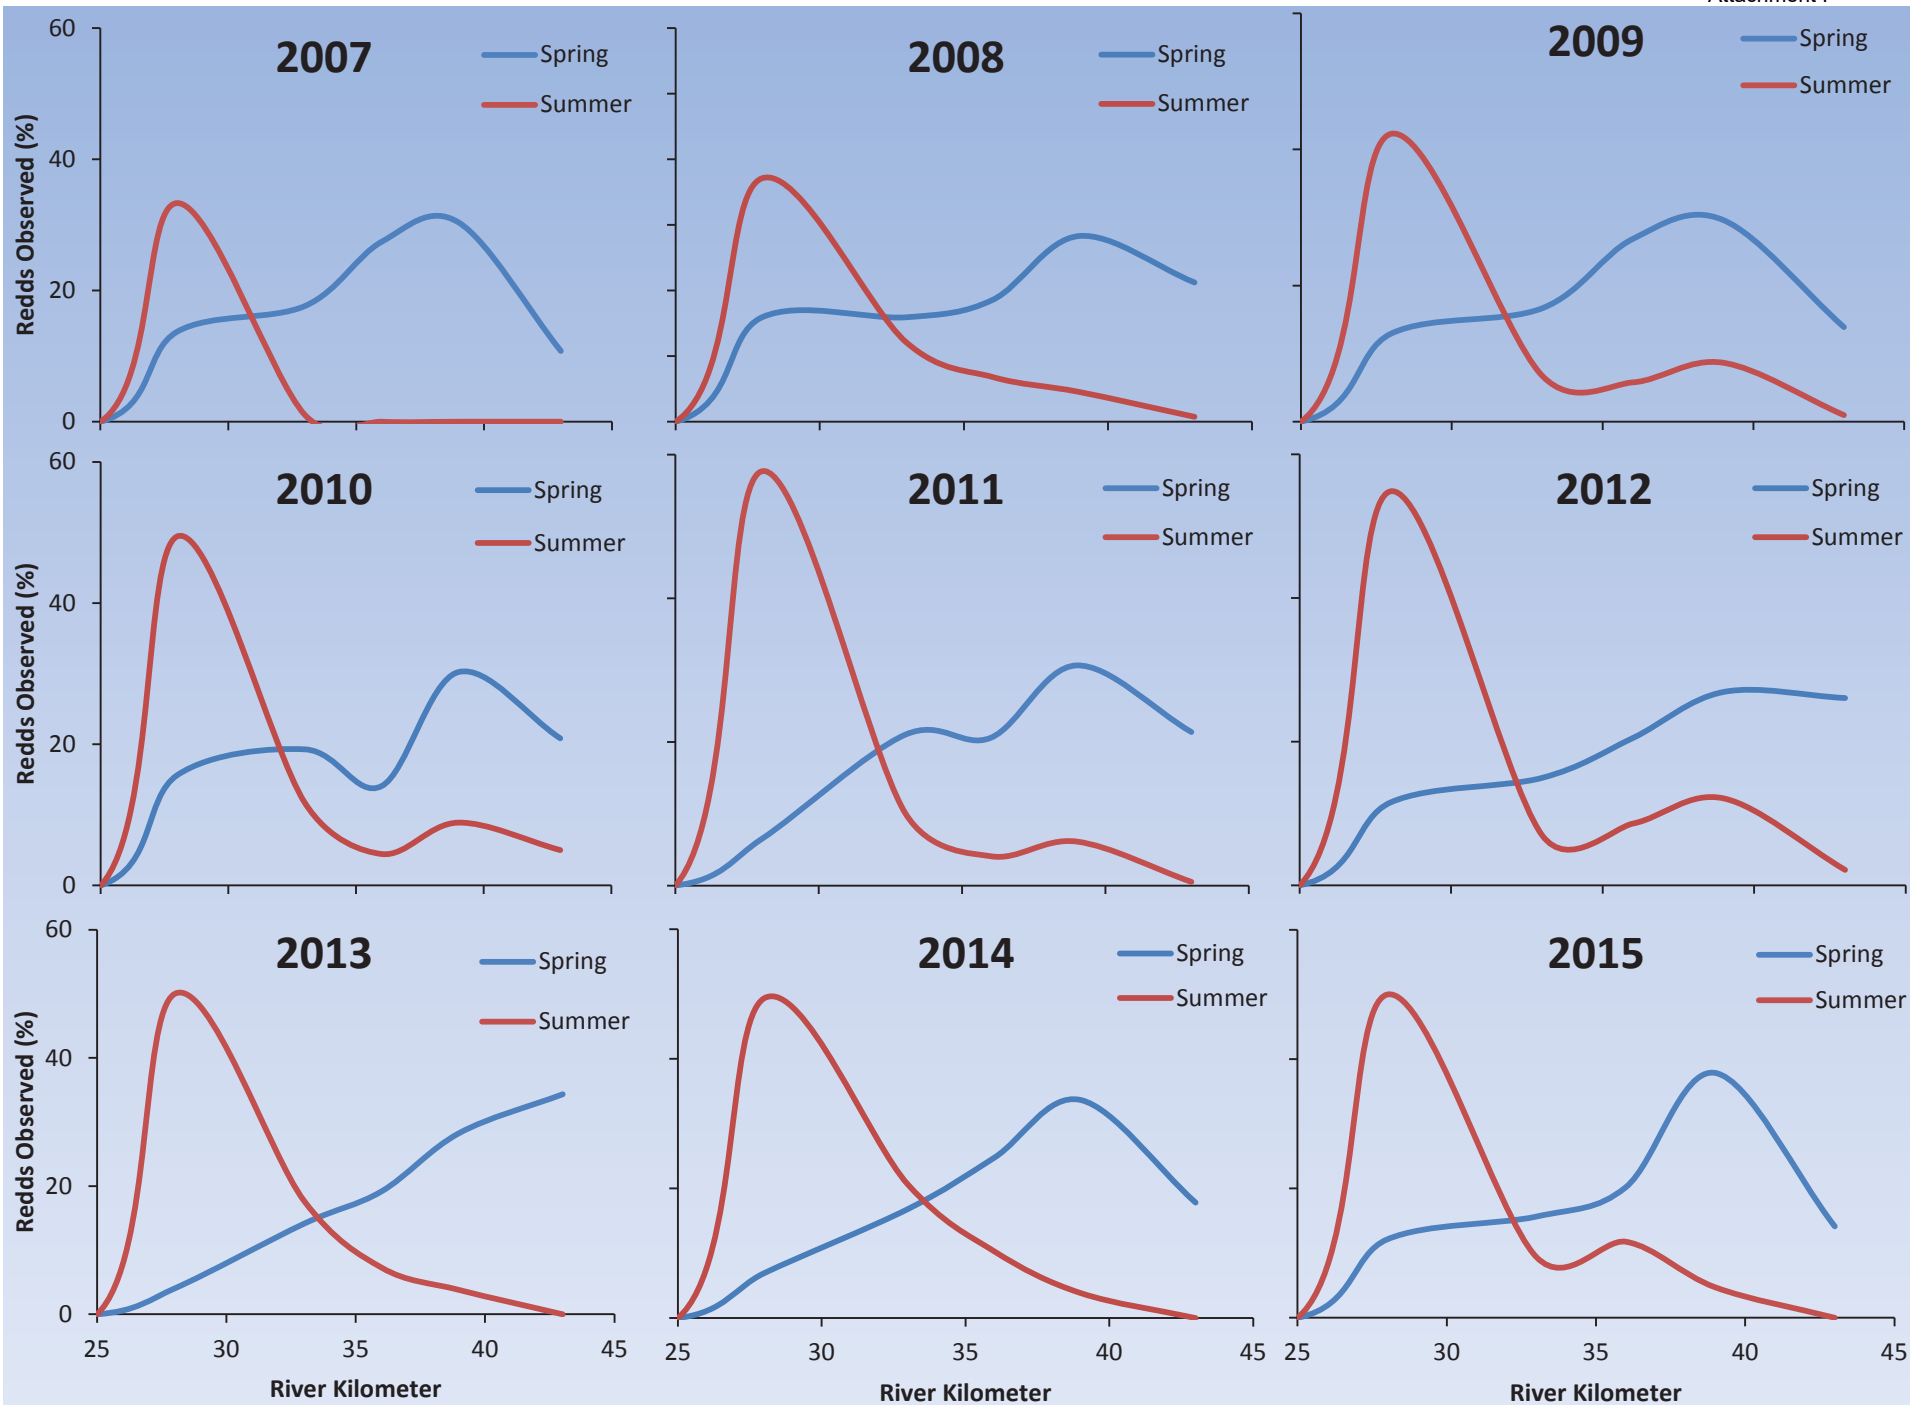 2007
Spring
Summer
2008
Spring
Summer
2009
Spring
Summer
Redds Observed (%)
60
40
20
0
2010
Spring
Summer
2011
Spring
Summer
2012
Spring
Summer
Redds Observed (%)
60
40
20
0
2013
Spring
Summer
2014
Spring
Summer
2015
Spring
Summer
Redds Observed (%)
60
40
20
0
25 30 35 40 45
25 30 35 40 45
25 30 35 40 45
River Kilometer
River Kilometer
River Kilometer